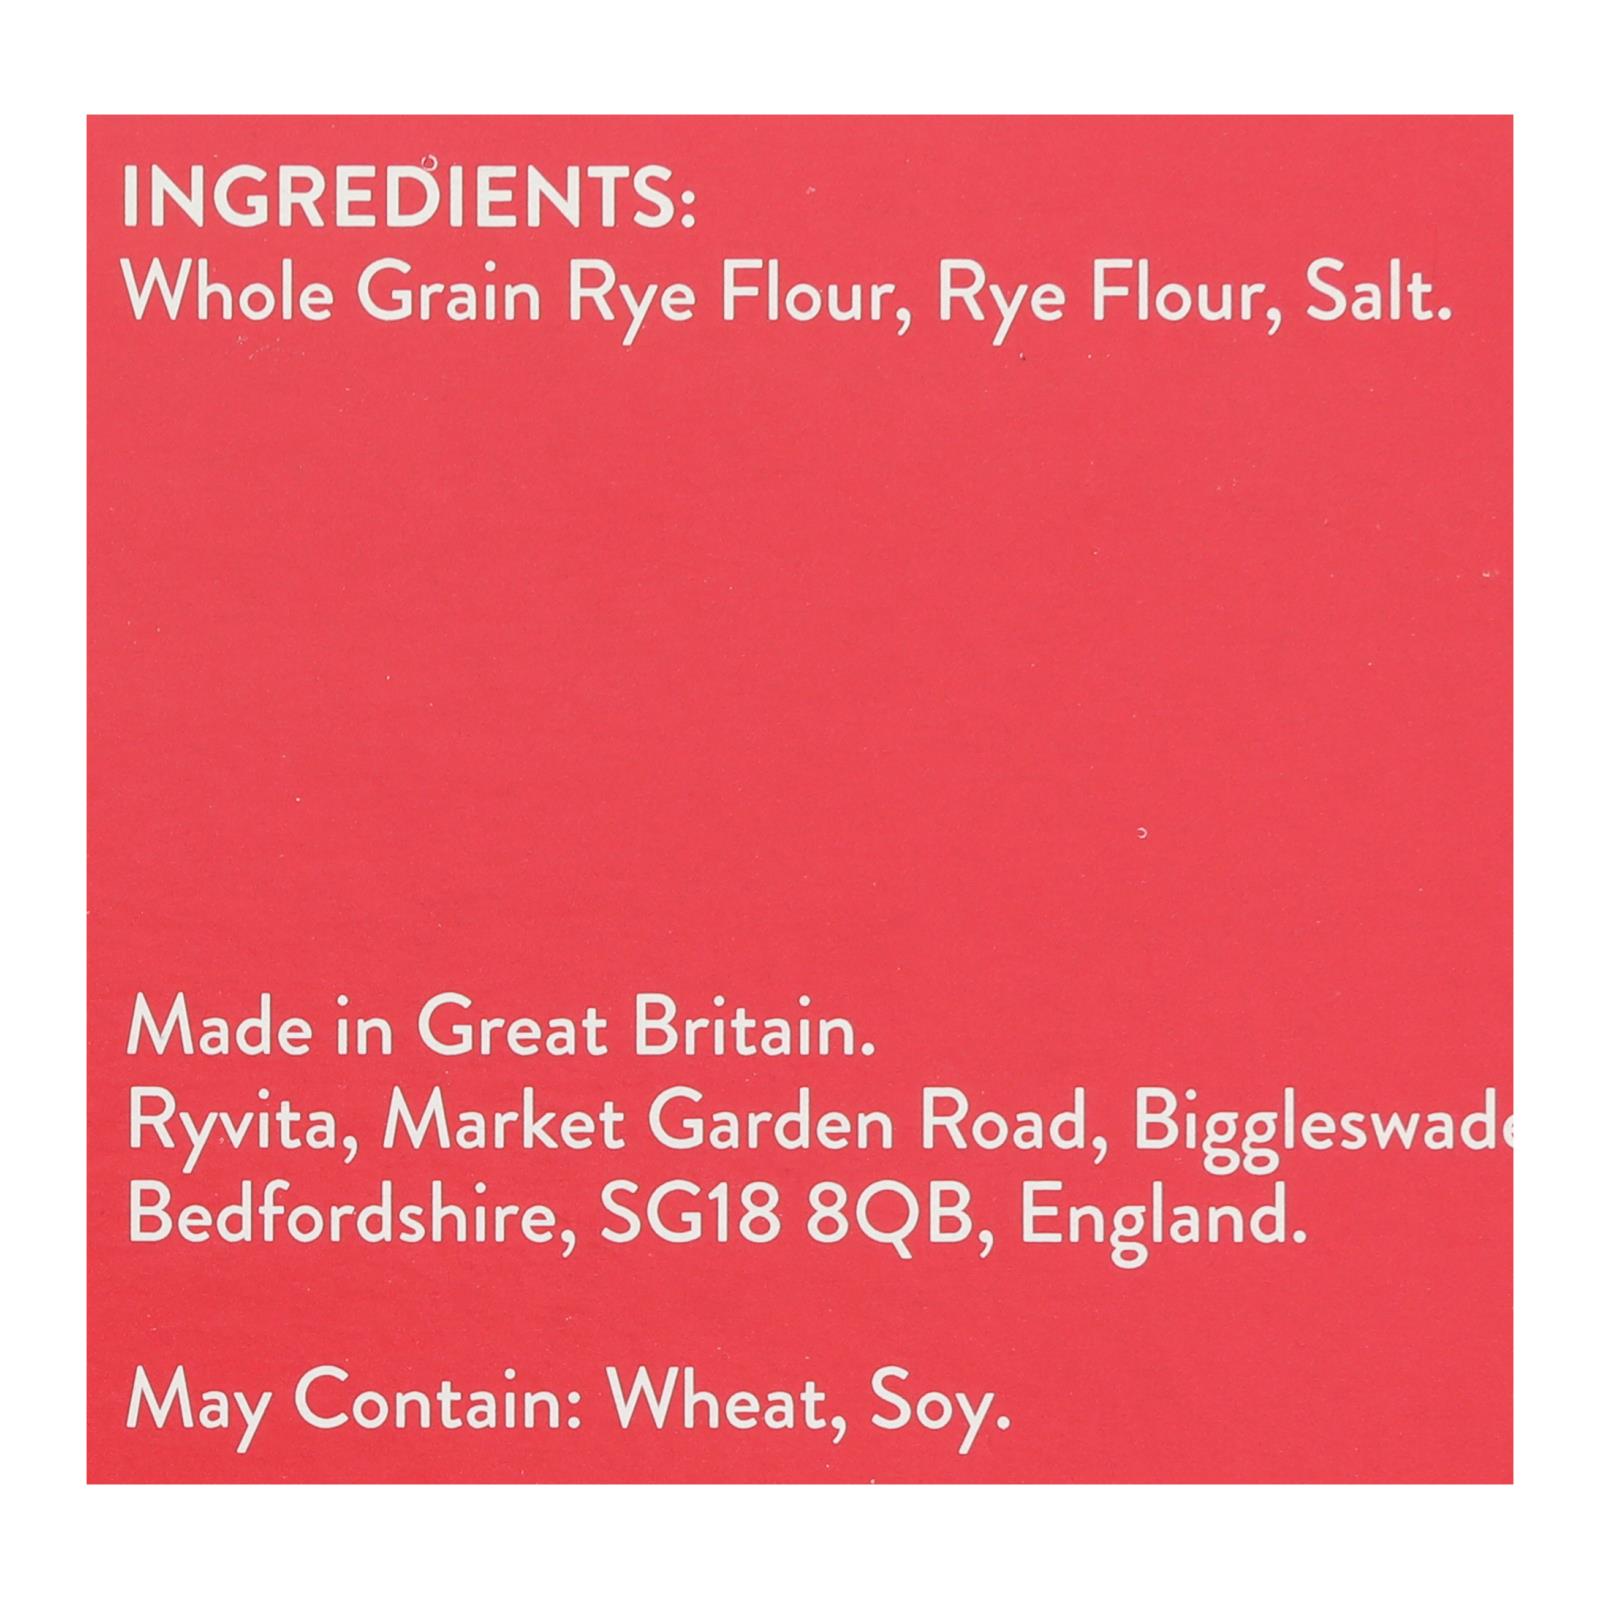 INGREDIENTS:
Whole Grain Rye Flour, Rye Flour, Salt.
Made in Great Britain.
Ryvita, Market Garden Road, Biggleswade
Bedfordshire, SG18 8QB, England.
May Contain: Wheat, Soy.